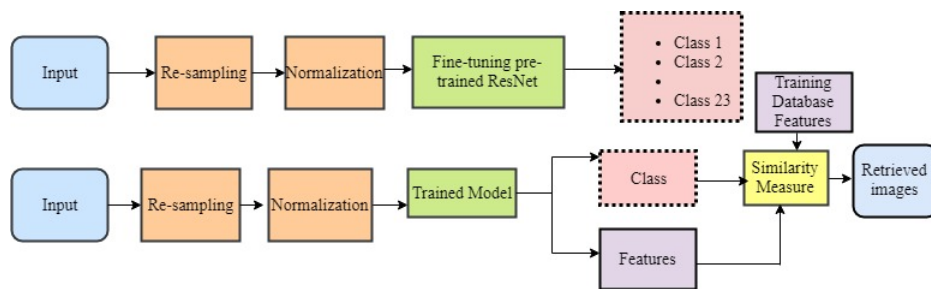 Input
Re-sampling
Normalization
Fine-tuning pre-
trained ResNet
• Class 1
• Class 2
•
• Class 23
Training
Database
Features
Input
Re-sampling
Normalization
Trained Model
Class
Features
Similarity
Measure
Retrieved
images